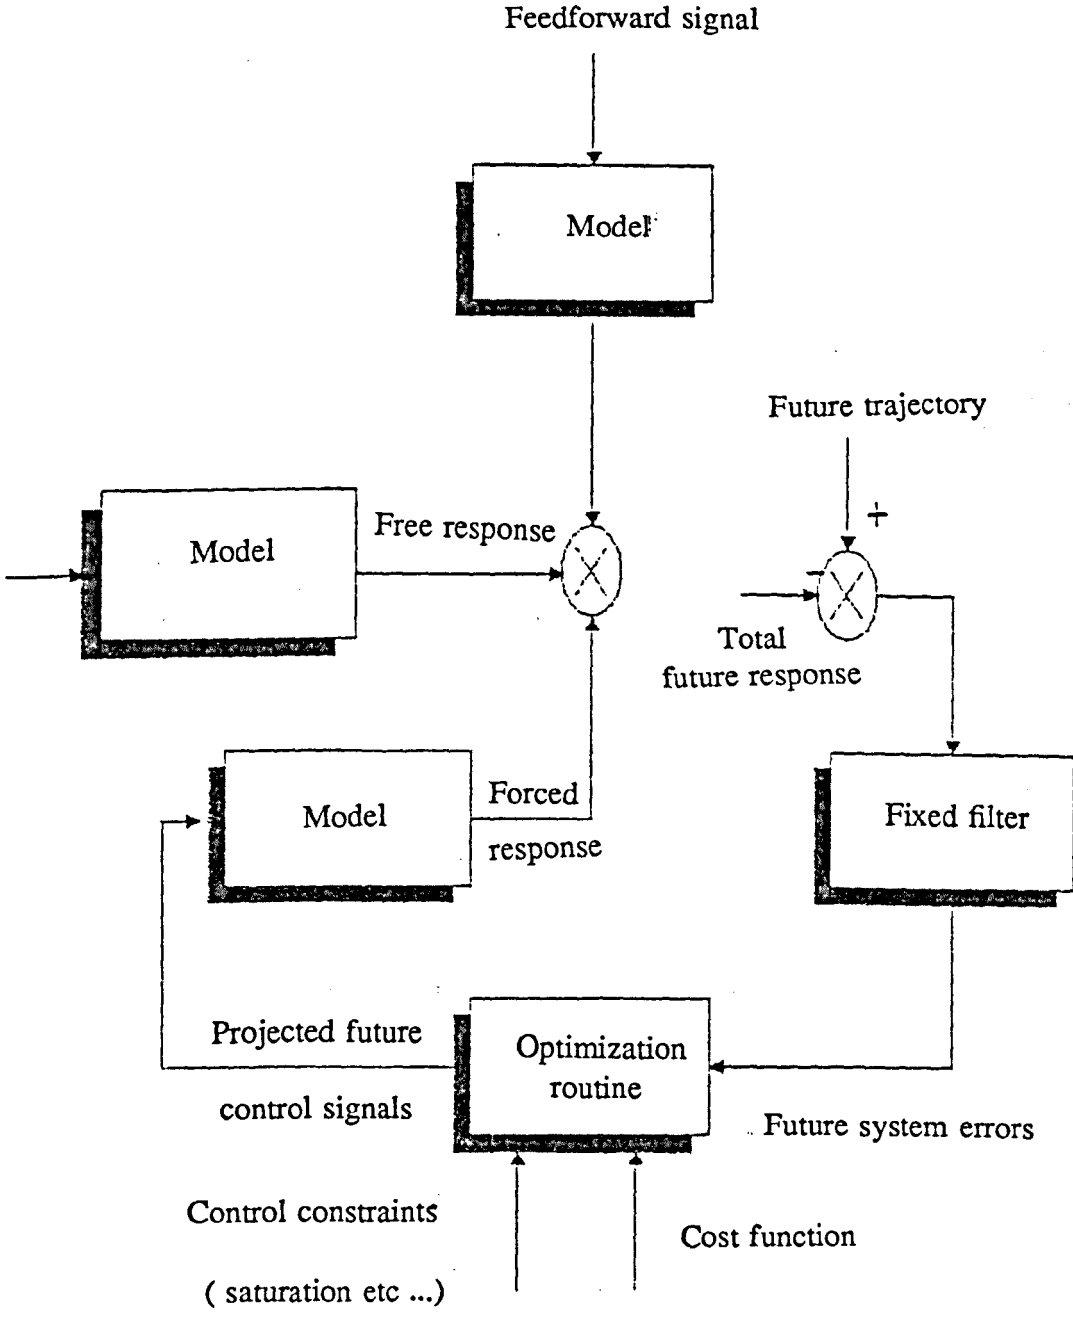 Feedforward signal
Model
Future trajectory
+
Free response
Model
−
Total
future response
Model
Forced
response
Fixed filter
Projected future
control signals
Optimization
routine
Future system errors
Control constraints
( saturation etc ...)
Cost function